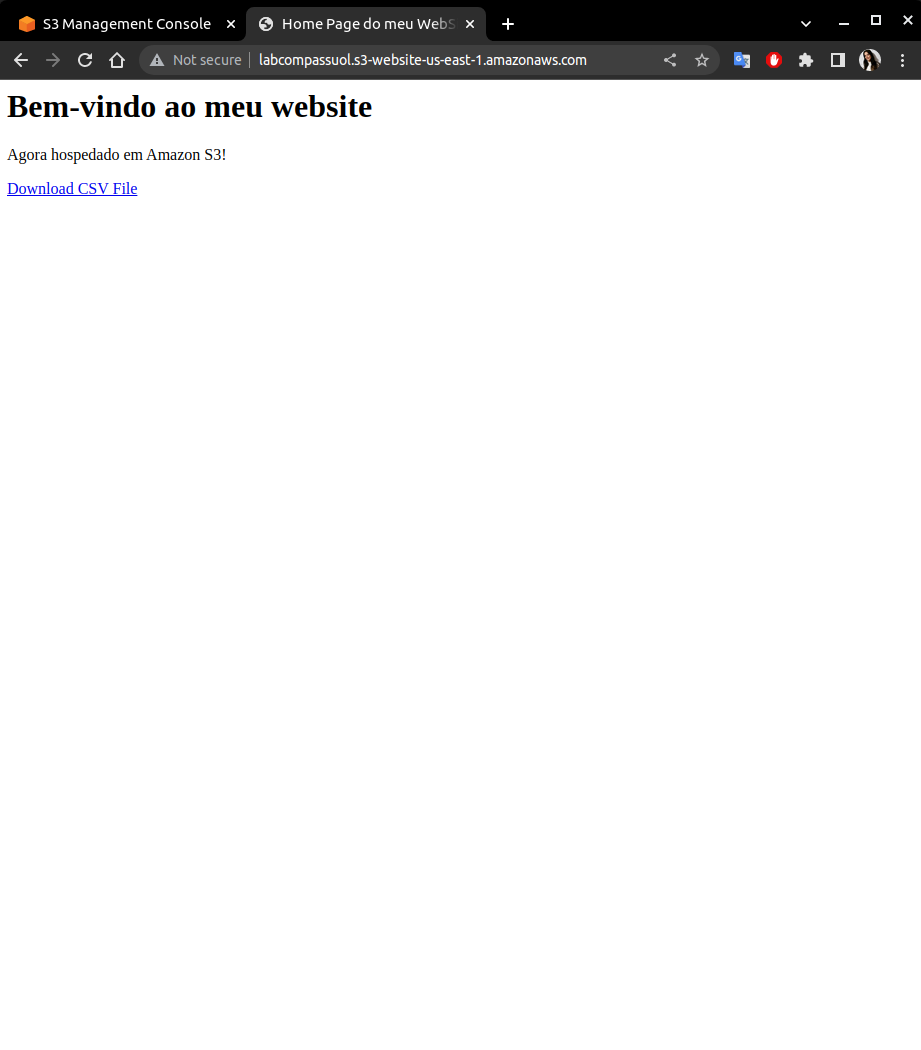 S3 Management Console
Home Page do meu WebS
Not secure
labcompassuol.s3-website-us-east-1.amazonaws.com
Bem-vindo ao meu website
Agora hospedado em Amazon S3!
Download CSV File